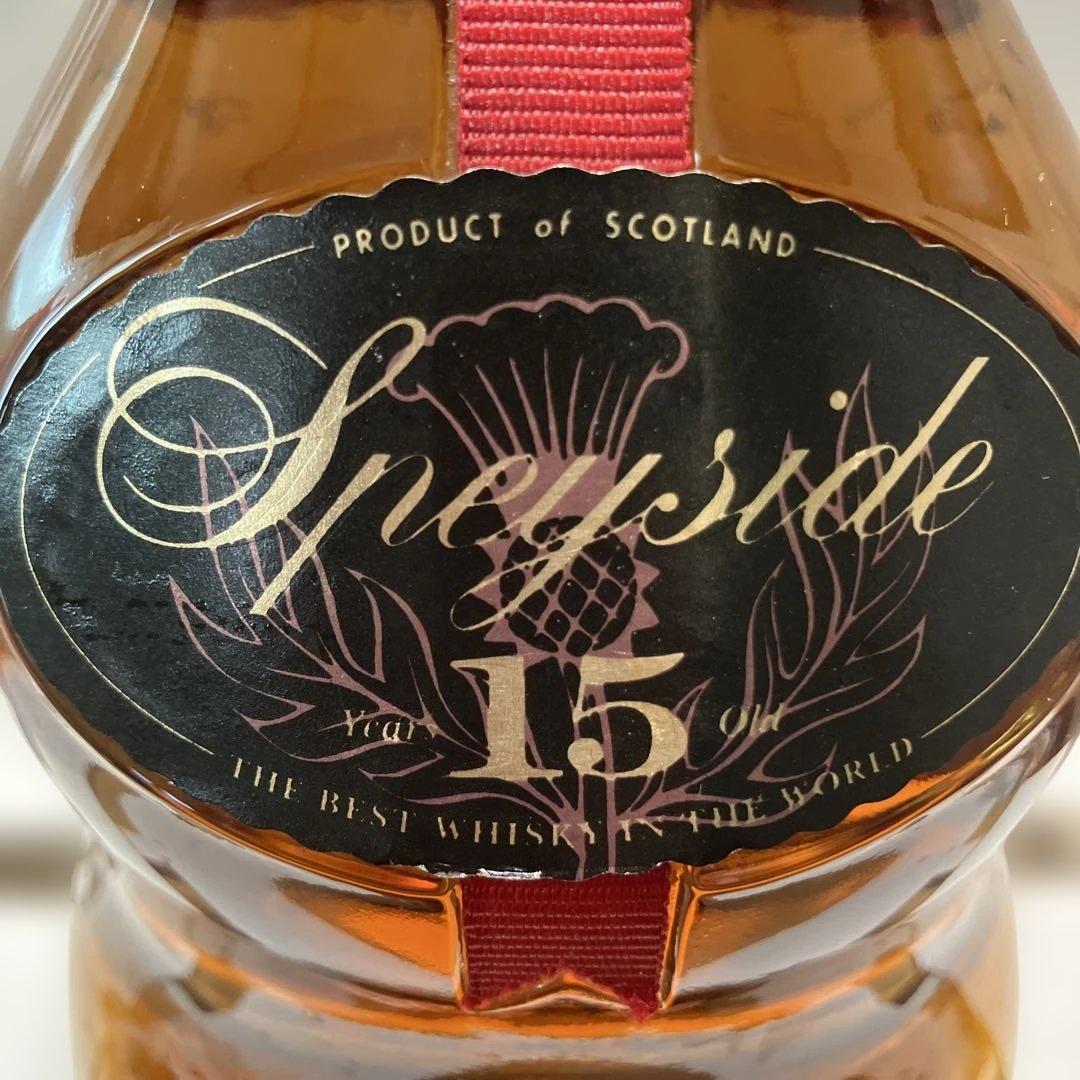 PRODUCT of SCOTLAND
Speyside
15
Years Old
THE BEST WHISKY IN THE WORLD